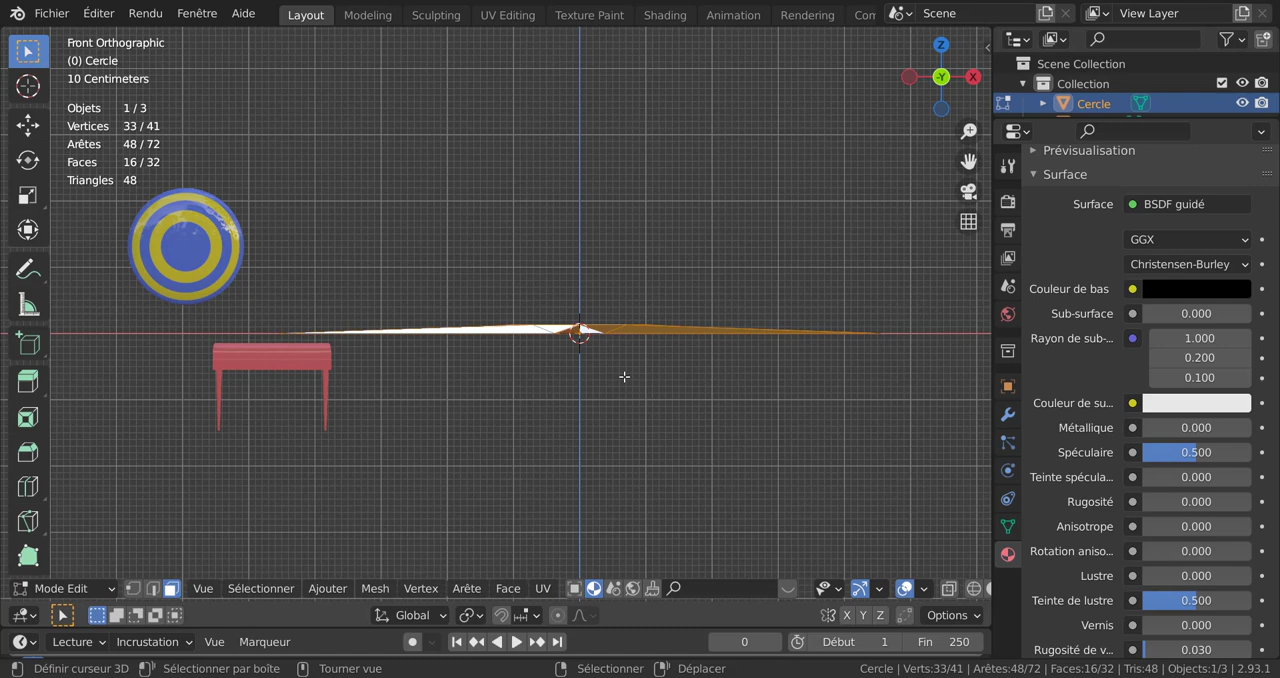 Fichier Éditer Rendu Fenêtre Aide Layout Modeling Sculpting UV Editing Texture Paint Shading Animation Rendering Con Scene View Layer
Front Orthographic
(0) Cercle
10 Centimeters
Objets 1 / 3
Vertices 33 / 41
Arêtes 48 / 72
Faces 16 / 32
Triangles 48
Z
-Y X
Scene Collection
Collection
Cercle
Prévisualisation
Surface
Surface BSDF guidé
GGX
Christensen-Burley
Couleur de bas
Sub-surface 0.000
Rayon de sub-... 1.000
0.200
0.100
Couleur de su...
Métallique 0.000
Spéculaire 0.500
Teinte spécula... 0.000
Rugosité 0.000
Anisotrope 0.000
Rotation aniso... 0.000
Lustre 0.000
Teinte de lustre 0.500
Vernis 0.000
Rugosité de v... 0.030
Mode Edit Vue Sélectionner Ajouter Mesh Vertex Arête Face UV
Global X Y Z Options
Lecture Incrustation Vue Marqueur 0 Début 1 Fin 250
Définir curseur 3D Sélectionner par boîte Tourner vue Sélectionner Déplacer Cercle | Verts:33/41 | Arêtes:48/72 | Faces:16/32 | Tris:48 | Objects:1/3 | 2.93.1